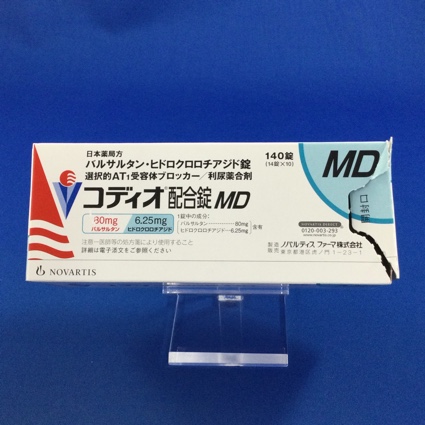 日本薬局方
バルサルタン・ヒドロクロロチアジド錠
選択的AT1受容体ブロッカー/利尿薬合剤
140錠
(14錠×10)
MD
コディオ®配合錠MD
80mg
バルサルタン
6.25mg
ヒドロクロロチアジド
1錠中の成分:
バルサルタン 80mg
ヒドロクロロチアジド 6.25mg
含有
注意-医師等の処方薬により使用すること
詳細は電子添文をご参照ください
NOVARTIS DIRECT
0120-003-293
製造
販売
ノバルティス ファーマ株式会社
東京都港区虎ノ門1-23-1
NOVARTIS